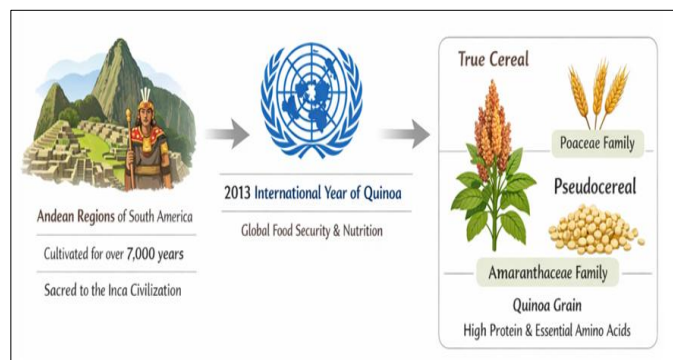 Andean Regions of South America
Cultivated for over 7,000 years
Sacred to the Inca Civilization
2013 International Year of Quinoa
Global Food Security & Nutrition
True Cereal
Poaceae Family
Pseudocereal
Amaranthaceae Family
Quinoa Grain
High Protein & Essential Amino Acids